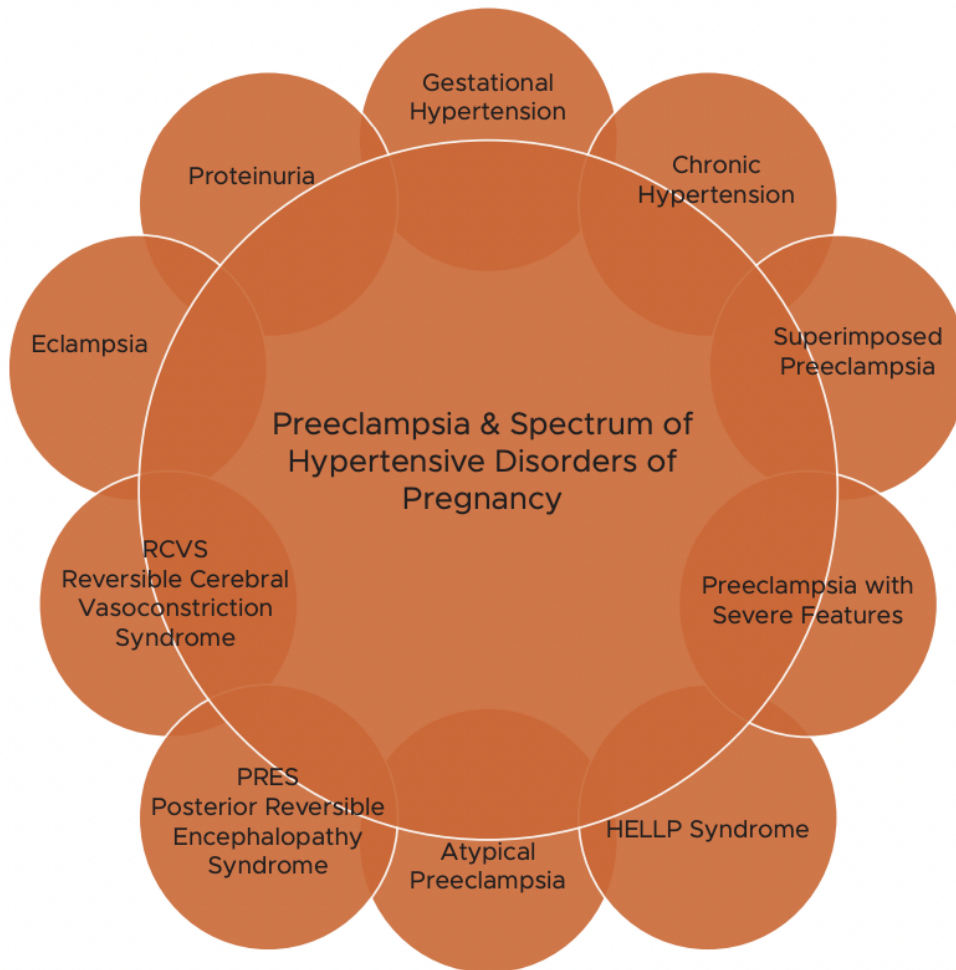 Gestational
Hypertension
Chronic
Hypertension
Superimposed
Preeclampsia
Preeclampsia with
Severe Features
HELLP Syndrome
Atypical
Preeclampsia
PRES
Posterior Reversible
Encephalopathy
Syndrome
RCVS
Reversible Cerebral
Vasoconstriction
Syndrome
Eclampsia
Proteinuria
Preeclampsia & Spectrum of
Hypertensive Disorders of
Pregnancy